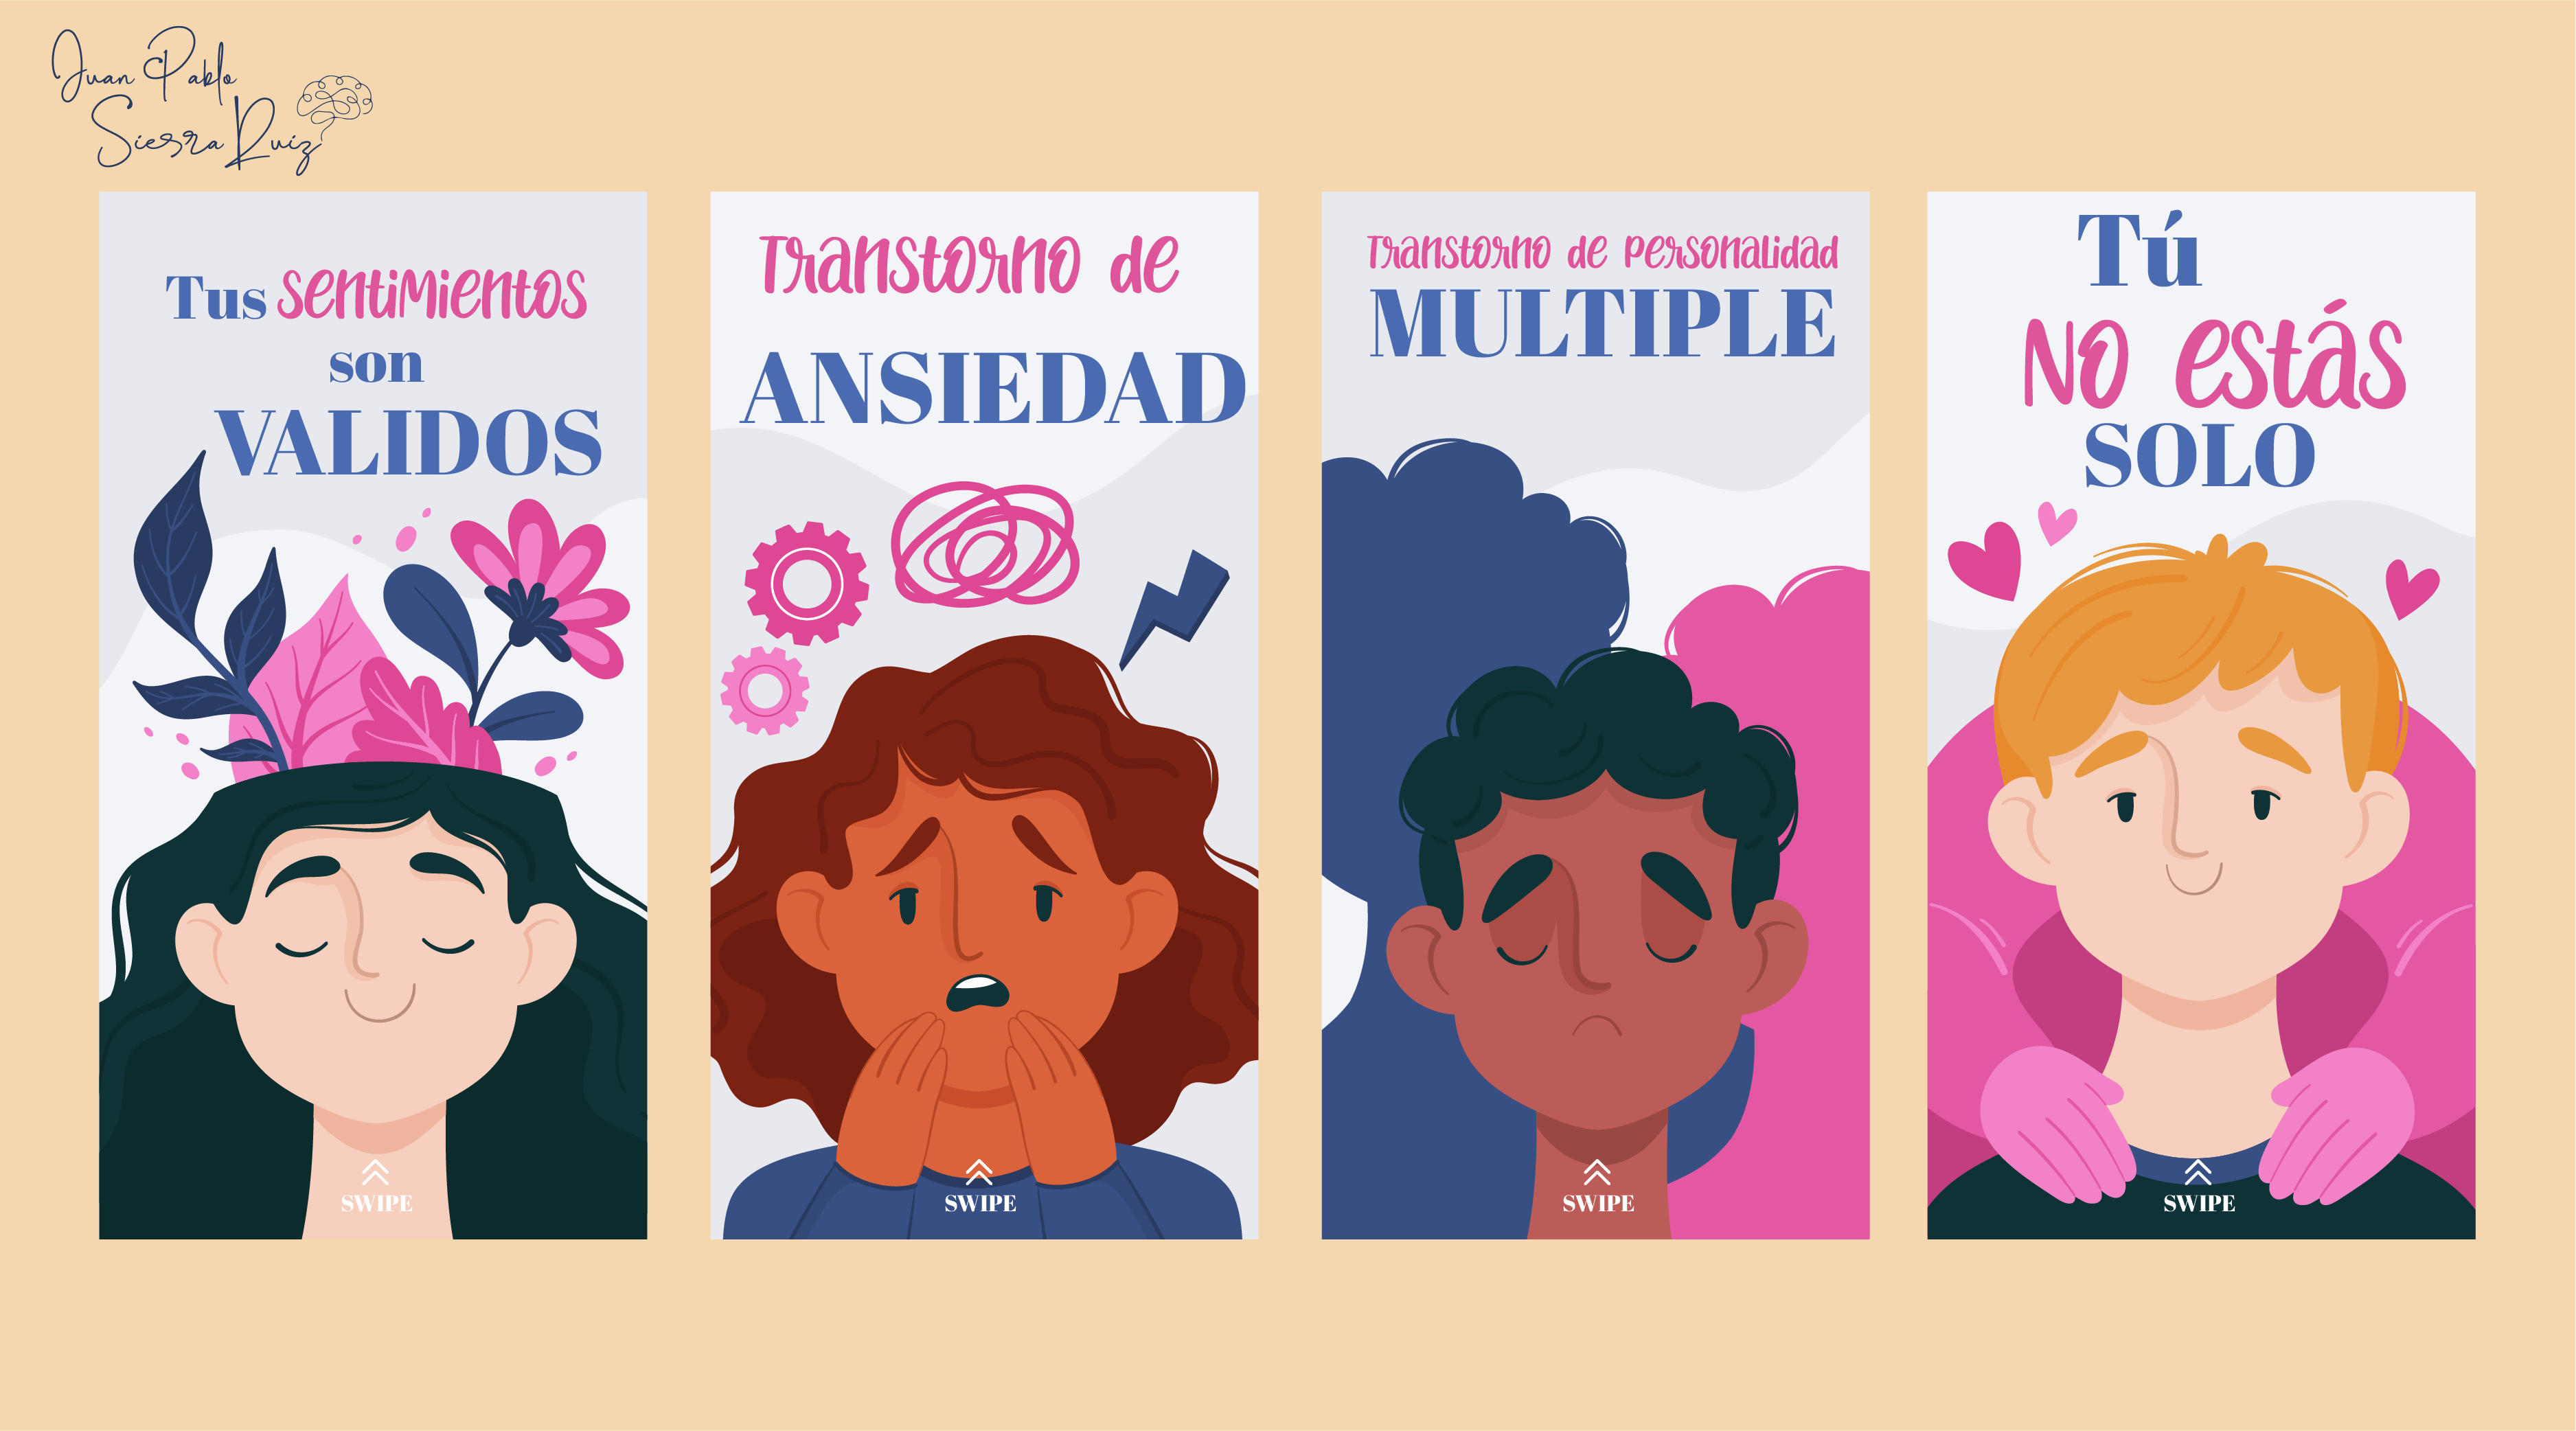 Juan Pablo
Sierra Ruiz
Tus sentimientos
son
VALIDOS
SWIPE
Transtorno de
ANSIEDAD
SWIPE
Transtorno de personalidad
MULTIPLE
SWIPE
Tú
NO estás
SOLO
SWIPE